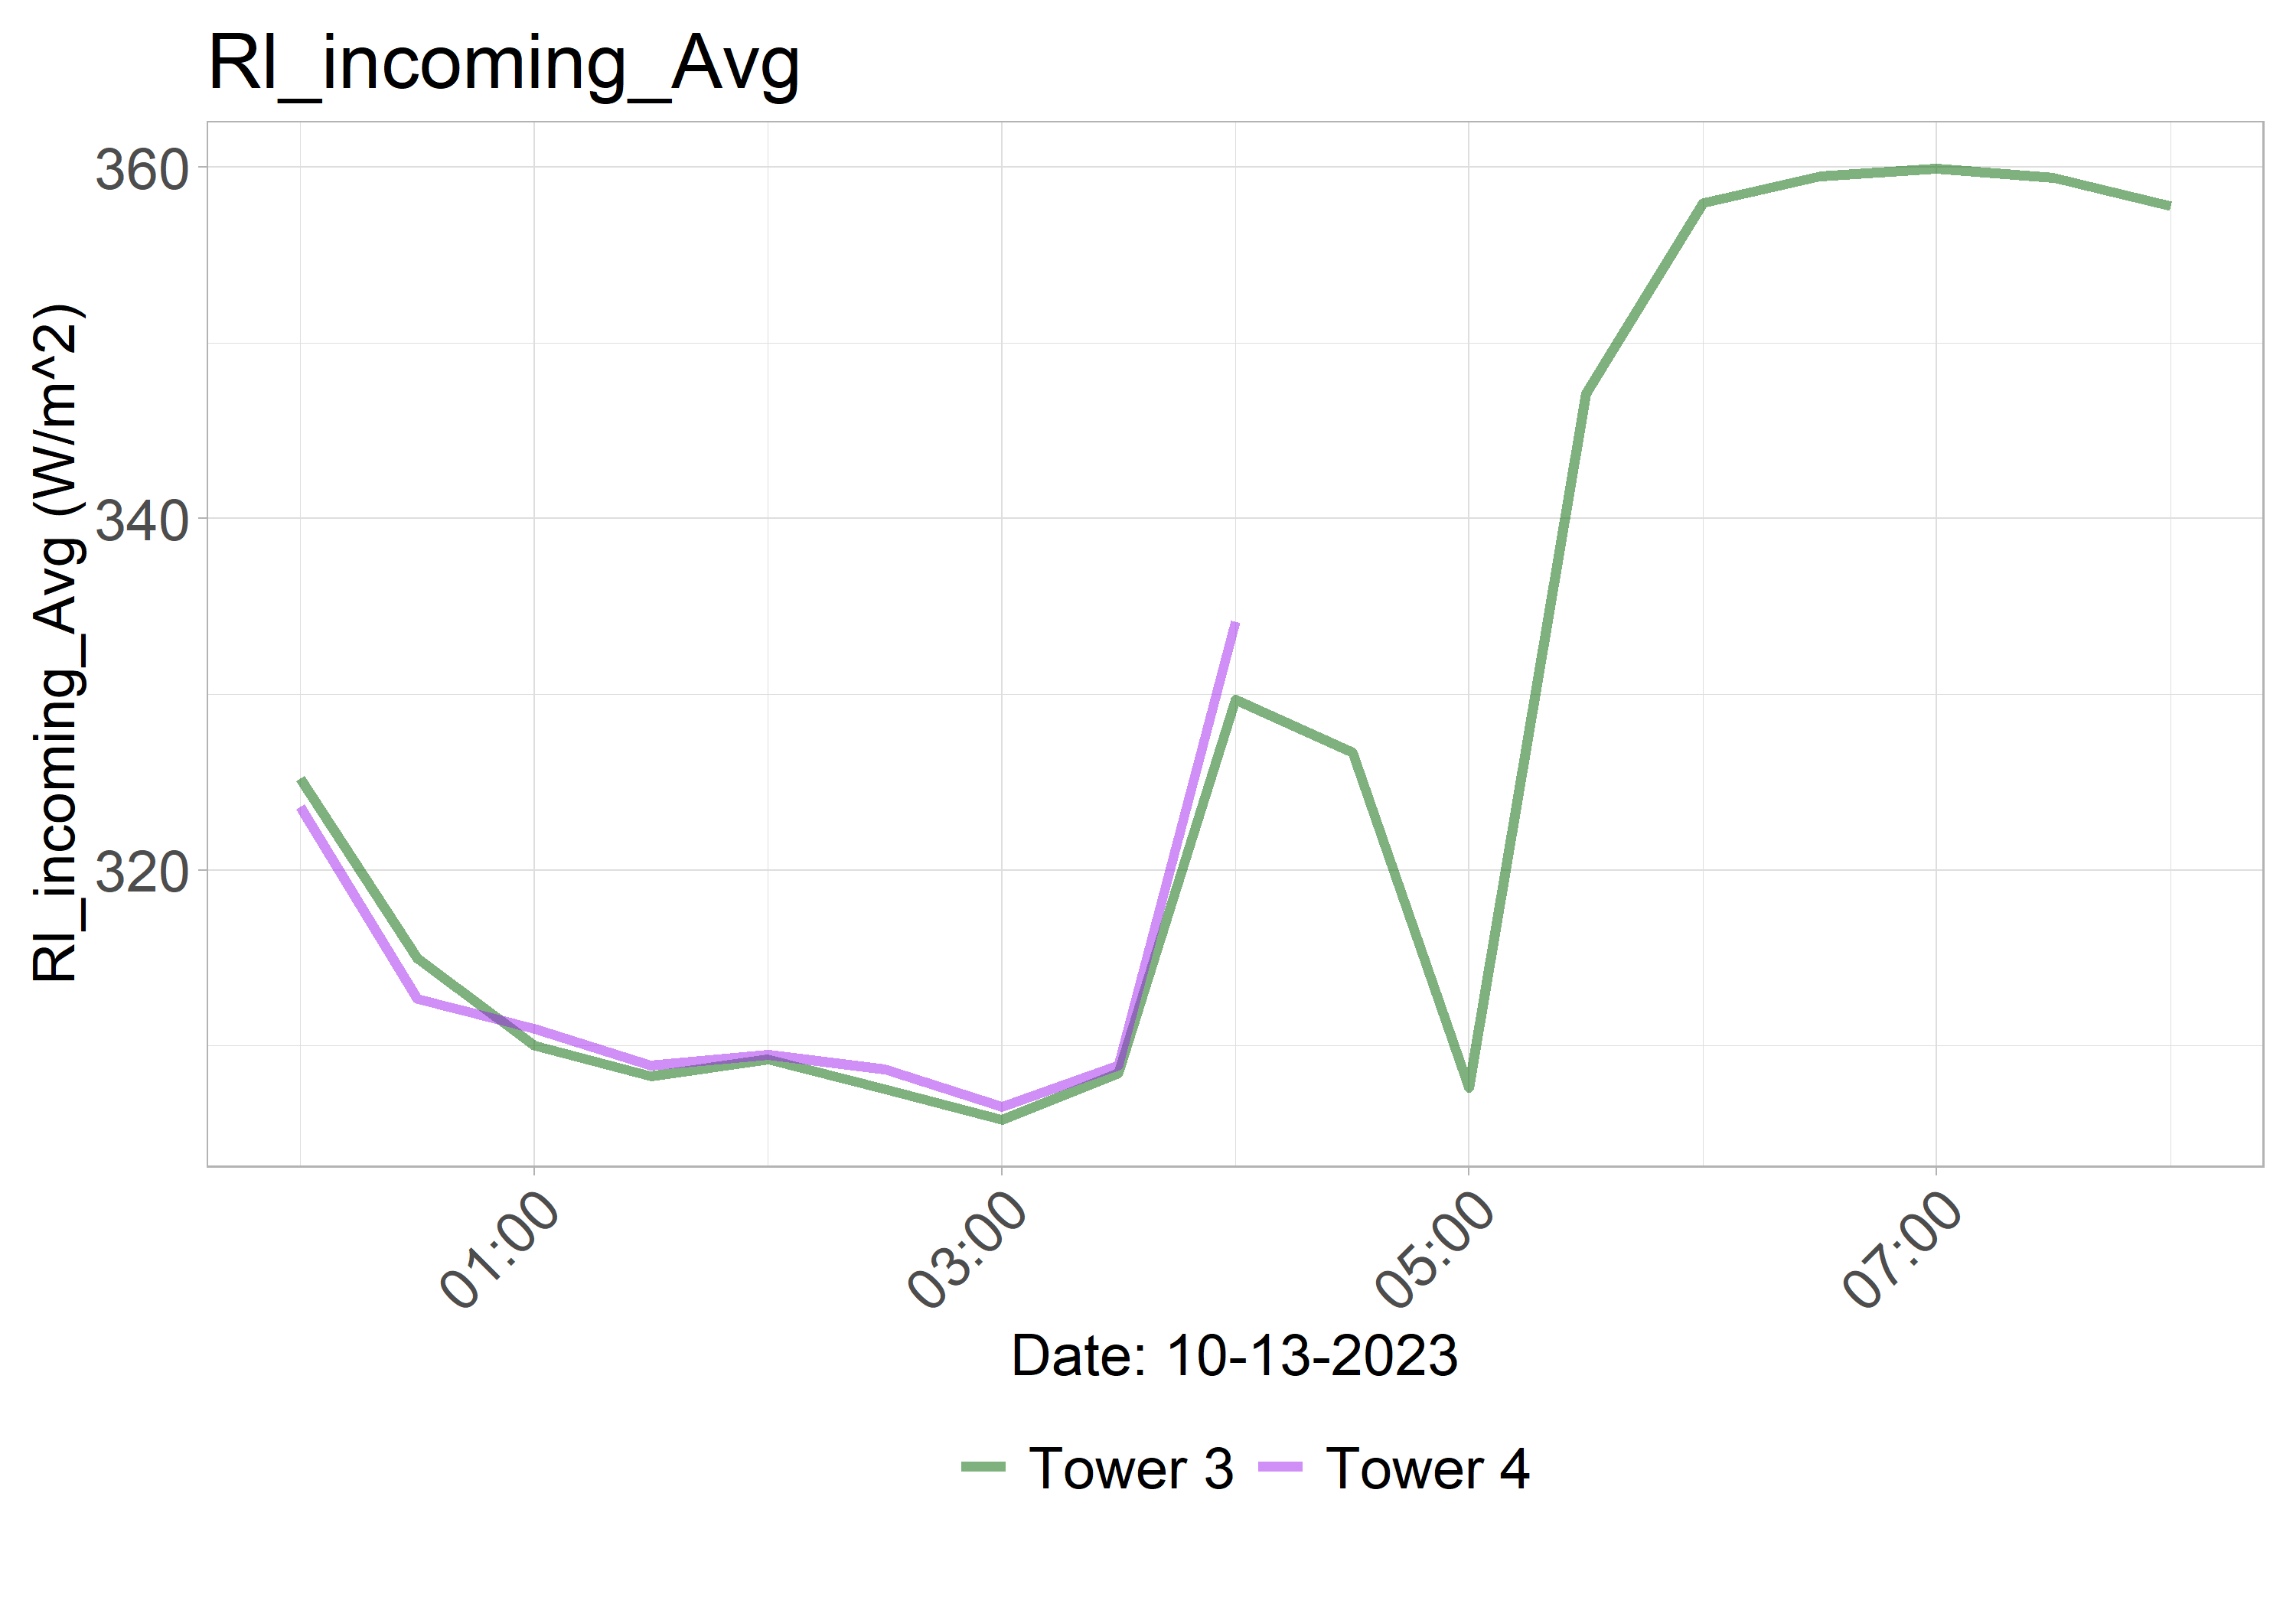 Rl_incoming_Avg
Rl_incoming_Avg (W/m^2)
360
340
320
01:00
03:00
05:00
07:00
Date: 10-13-2023
Tower 3
Tower 4